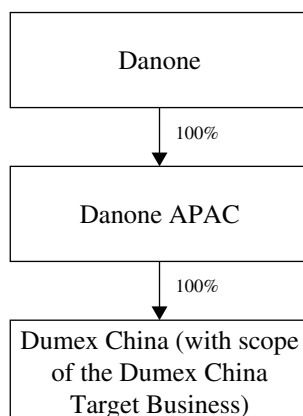 Danone
100%
Danone APAC
100%
Dumex China (with scope
of the Dumex China
Target Business)